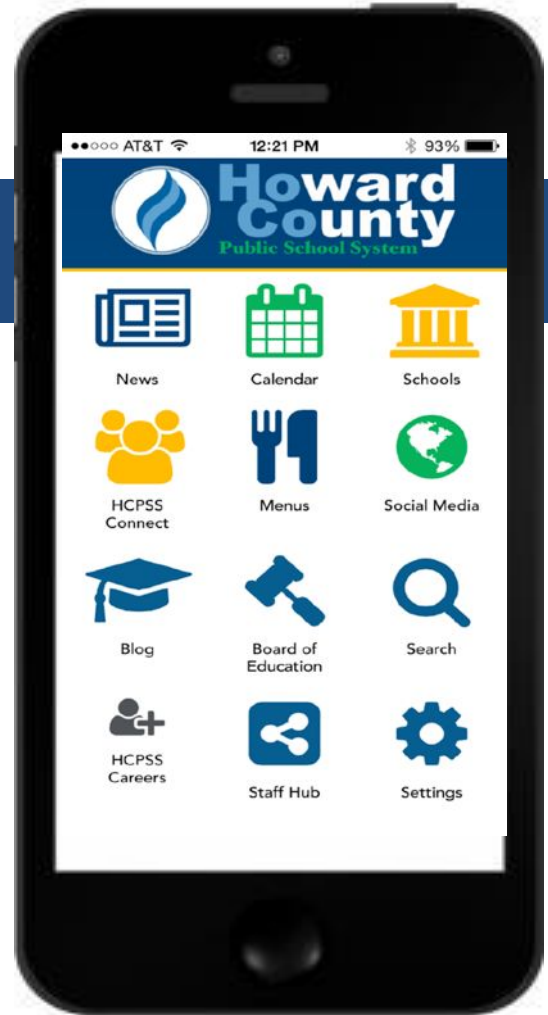 AT&T 12:21 PM 93%
Howard
County
Public School System
News Calendar Schools
HCPSS
Connect
Menus Social Media
Blog
Board of
Education
Search
HCPSS
Careers
Staff Hub Settings